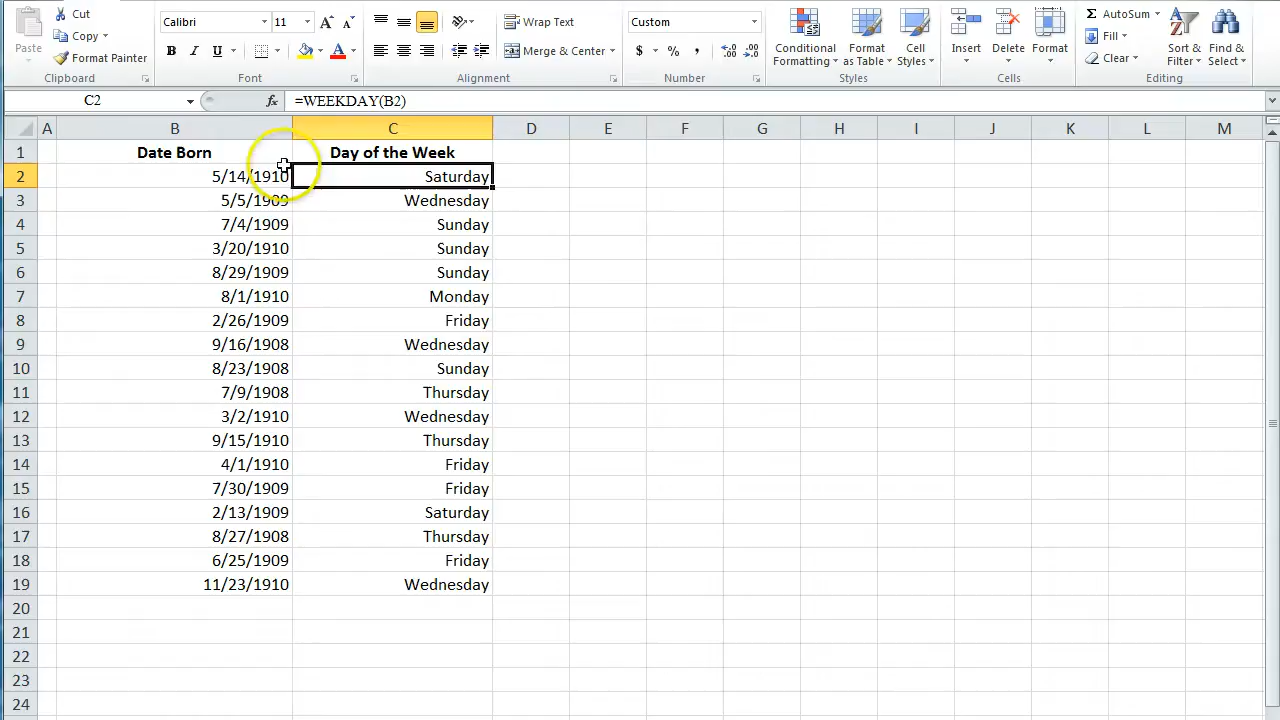 Cut
Calibri 11
Wrap Text
Custom
AutoSum
Paste
Copy
Fill
Format Painter
B I U
A
Merge & Center
$ % ,
Conditional Formatting
Format as Table
Cell Styles
Insert
Delete
Format
Clear
Sort & Filter
Find & Select
Clipboard
Font
Alignment
Number
Styles
Cells
Editing
C2
fx =WEEKDAY(B2)
A B C D E F G H I J K L M
1 Date Born Day of the Week
2 5/14/1910 Saturday
3 5/5/1909 Wednesday
4 7/4/1909 Sunday
5 3/20/1910 Sunday
6 8/29/1909 Sunday
7 8/1/1910 Monday
8 2/26/1909 Friday
9 9/16/1908 Wednesday
10 8/23/1908 Sunday
11 7/9/1908 Thursday
12 3/2/1910 Wednesday
13 9/15/1910 Thursday
14 4/1/1910 Friday
15 7/30/1909 Friday
16 2/13/1909 Saturday
17 8/27/1908 Thursday
18 6/25/1909 Friday
19 11/23/1910 Wednesday
20
21
22
23
24